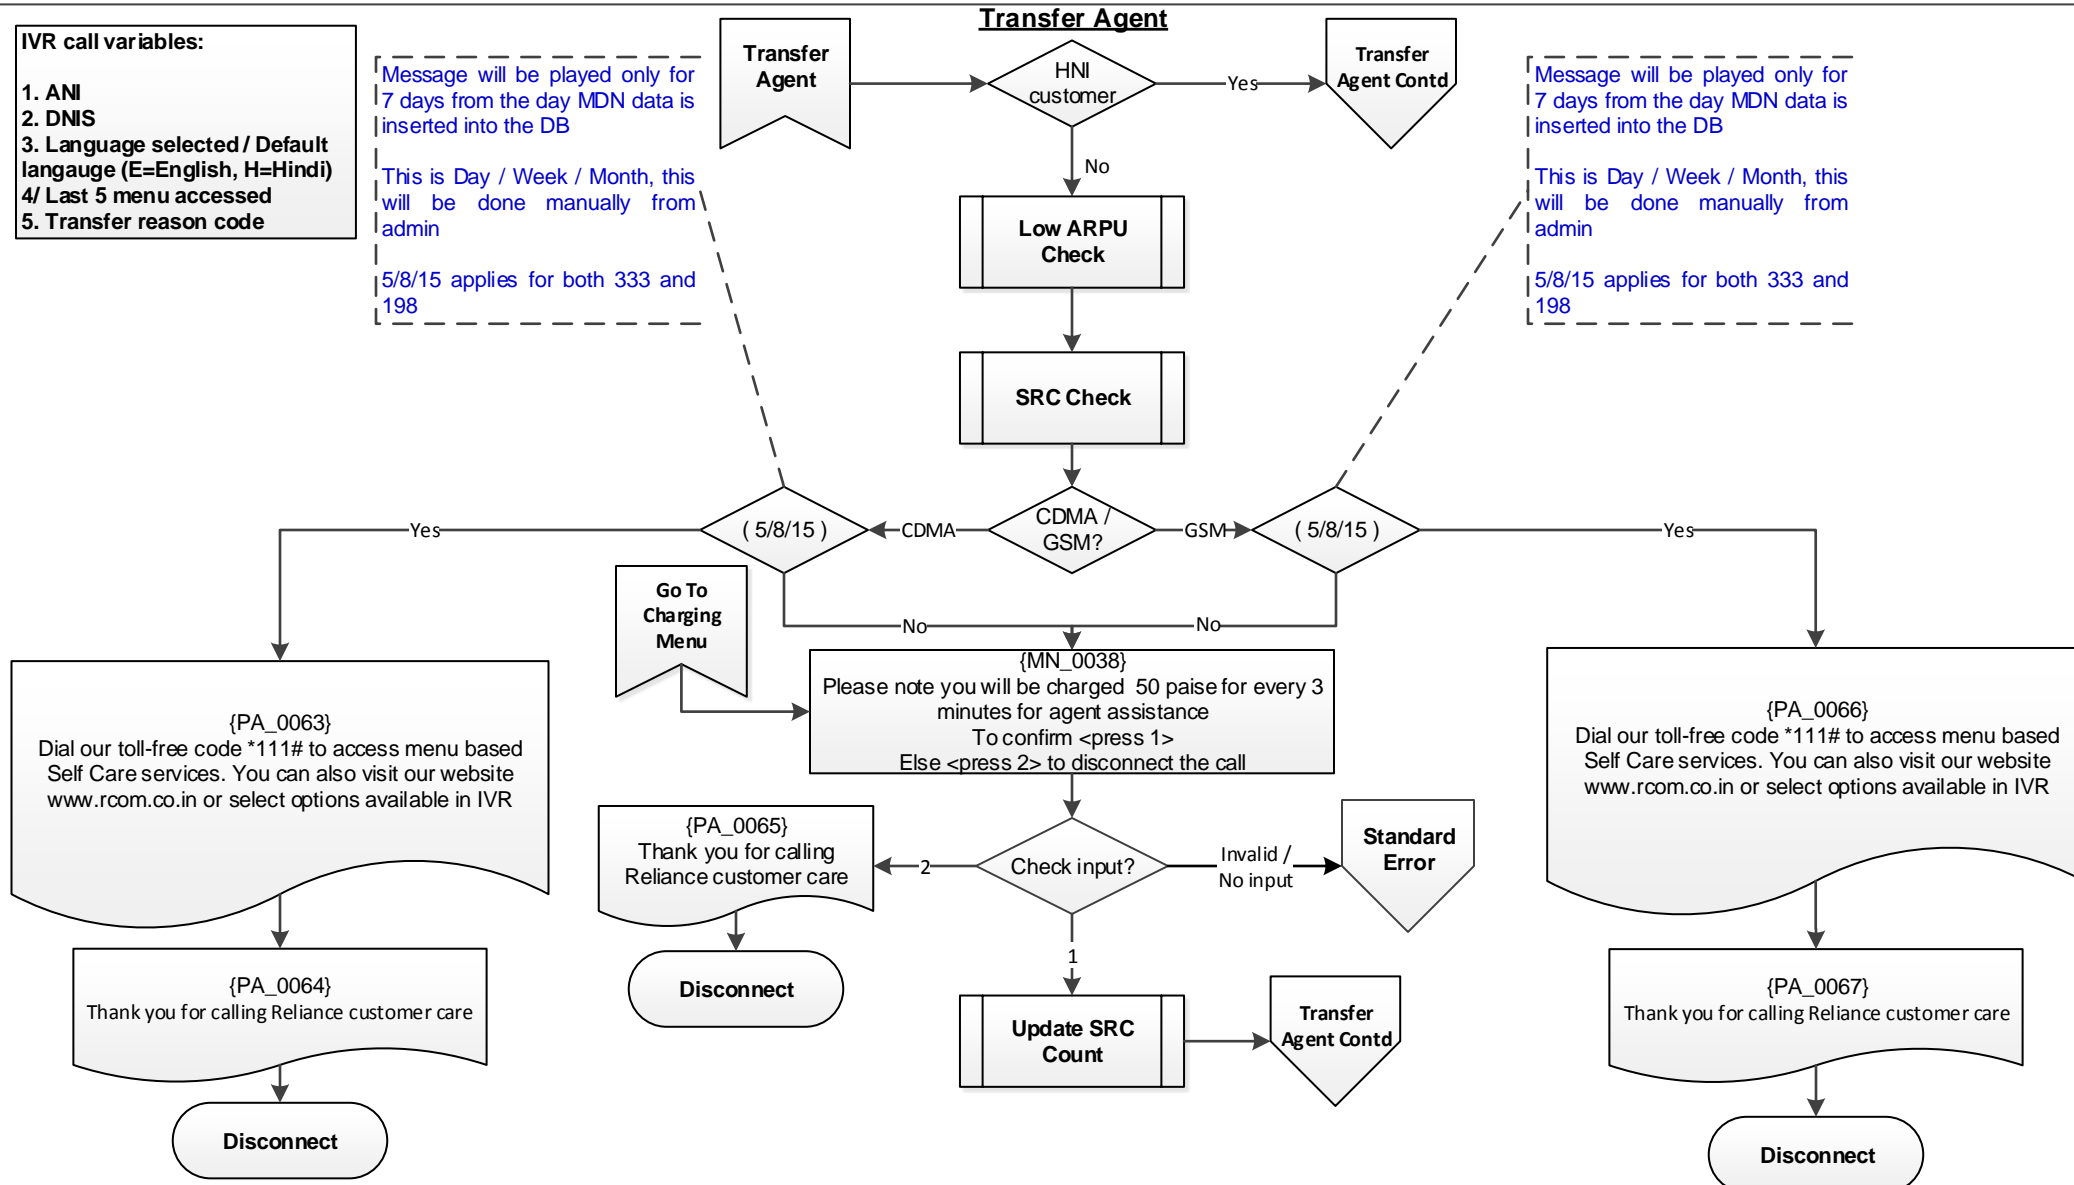 Transfer Agent
IVR call variables:
1. ANI
2. DNIS
3. Language selected / Default
langauge (E=English, H=Hindi)
4/ Last 5 menu accessed
5. Transfer reason code
Message will be played only for
7 days from the day MDN data is
inserted into the DB
This is Day / Week / Month, this
will be done manually from
admin
5/8/15 applies for both 333 and
198
Transfer
Agent
HNI
customer
Yes
Transfer
Agent Contd
Message will be played only for
7 days from the day MDN data is
inserted into the DB
This is Day / Week / Month, this
will be done manually from
admin
5/8/15 applies for both 333 and
198
No
Low ARPU
Check
SRC Check
Yes
( 5/8/15 )
CDMA
CDMA /
GSM?
GSM
( 5/8/15 )
Yes
Go To
Charging
Menu
No
No
{MN_0038}
Please note you will be charged  50 paise for every 3
minutes for agent assistance
To confirm <press 1>
Else <press 2> to disconnect the call
{PA_0063}
Dial our toll-free code *111# to access menu based
Self Care services. You can also visit our website
www.rcom.co.in or select options available in IVR
{PA_0066}
Dial our toll-free code *111# to access menu based
Self Care services. You can also visit our website
www.rcom.co.in or select options available in IVR
{PA_0065}
Thank you for calling
Reliance customer care
2
Check input?
Invalid /
No input
Standard
Error
1
Disconnect
{PA_0064}
Thank you for calling Reliance customer care
Update SRC
Count
Transfer
Agent Contd
{PA_0067}
Thank you for calling Reliance customer care
Disconnect
Disconnect